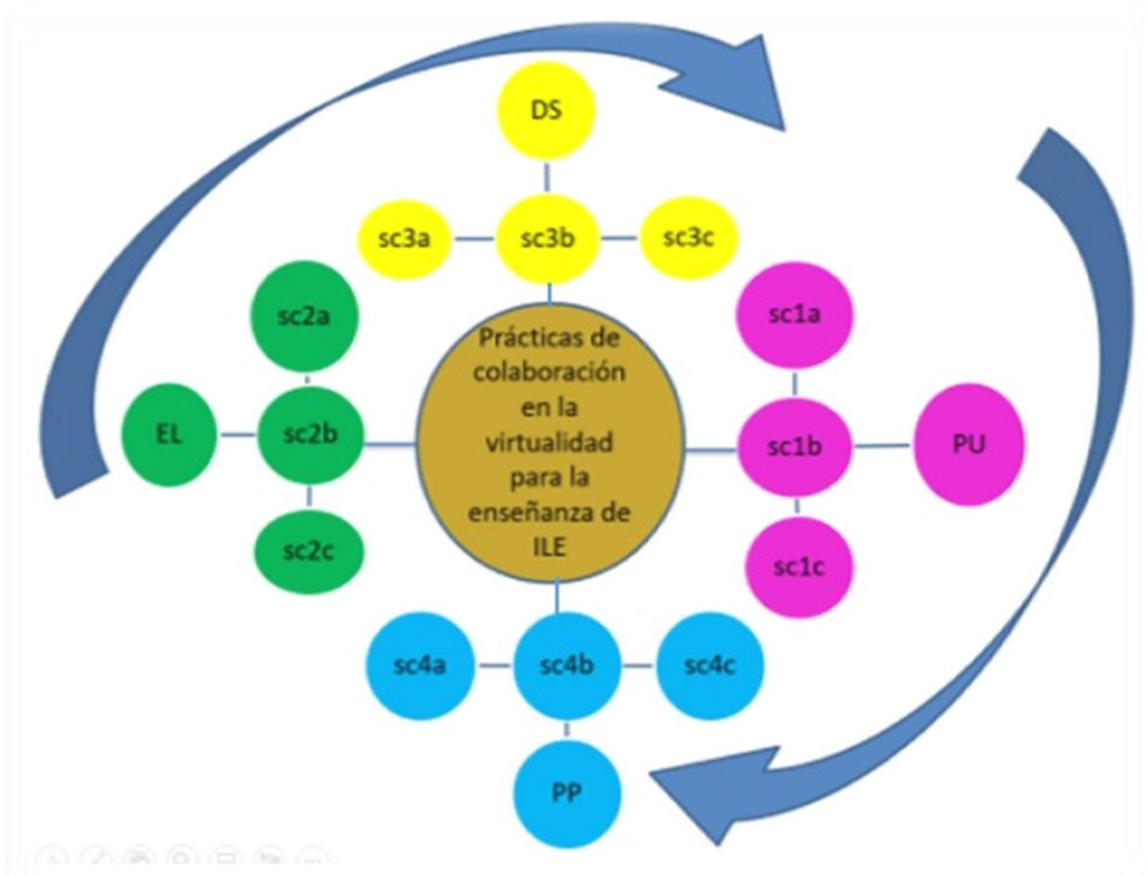 DS
sc3a
sc3b
sc3c
sc2a
EL
sc2b
sc2c
Prácticas de
colaboración
en la
virtualidad
para la
enseñanza de
ILE
sc1a
sc1b
PU
sc1c
sc4a
sc4b
sc4c
PP